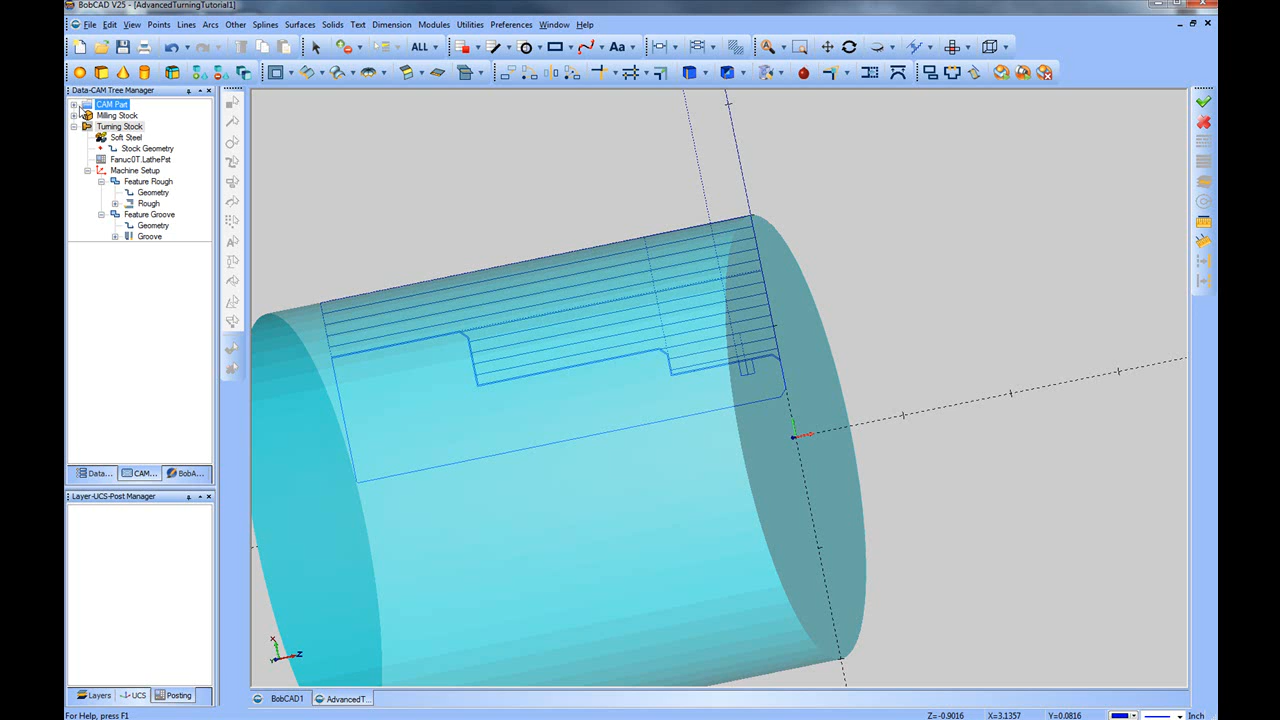 BobCAD V25 - [AdvancedTurningTutorial1]
File Edit View Points Lines Arcs Other Splines Surfaces Solids Text Dimension Modules Utilities Preferences Window Help
ALL Aa
Data-CAM Tree Manager
CAM Part
Milling Stock
Turning Stock
Soft Steel
Stock Geometry
Fanuc0T.LathePst
Machine Setup
Feature Rough
Geometry
Rough
Feature Groove
Geometry
Groove
Data... CAM... BobA...
Layer-UCS-Post Manager
X
Y
Z
Layers UCS Posting
BobCAD1 AdvancedT...
For Help, press F1 Z=-0.9016 X=3.1357 Y=0.0816 Inch